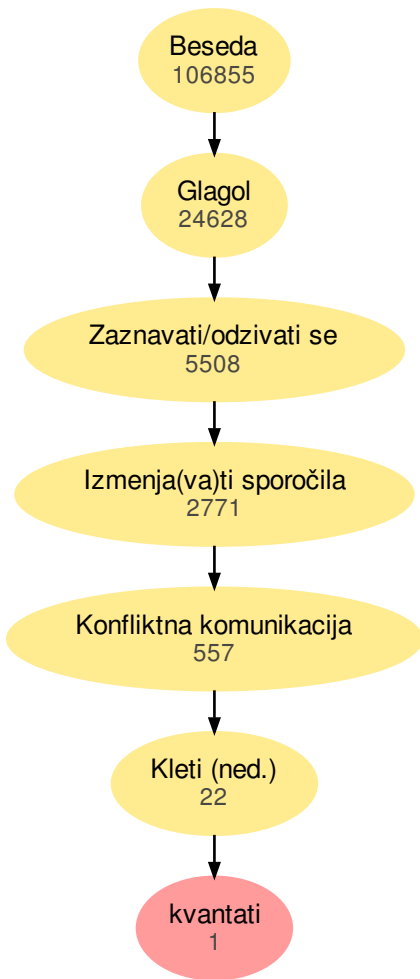 Beseda
106855
Glagol
24628
Zaznavati/odzivati se
5508
Izmenja(va)ti sporočila
2771
Konfliktna komunikacija
557
Kleti (ned.)
22
kvantati
1